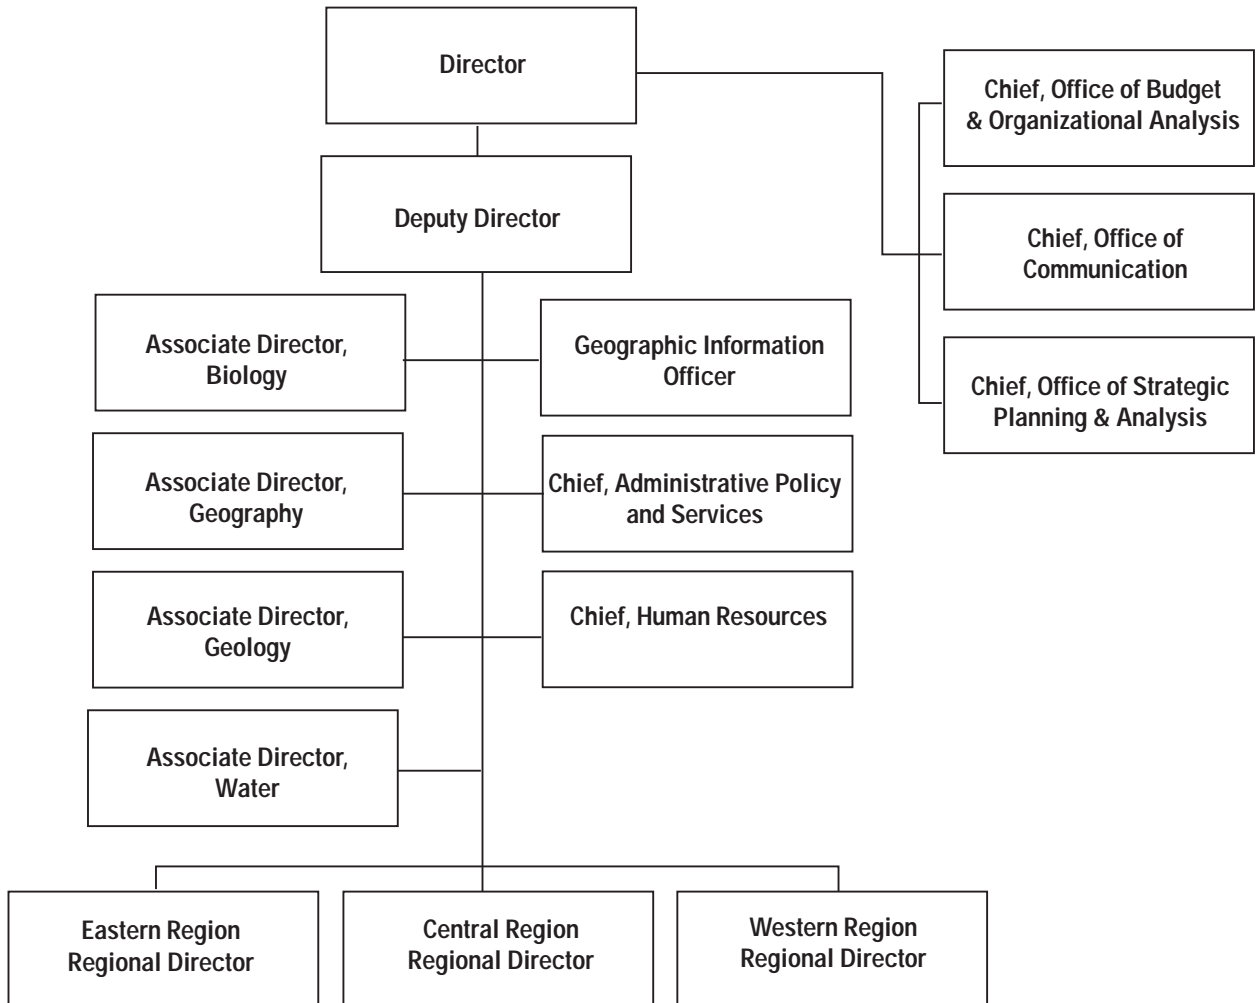 Director
Chief, Office of Budget
& Organizational Analysis
Deputy Director
Chief, Office of
Communication
Associate Director,
Biology
Geographic Information
Officer
Chief, Office of Strategic
Planning & Analysis
Associate Director,
Geography
Chief, Administrative Policy
and Services
Associate Director,
Geology
Chief, Human Resources
Associate Director,
Water
Eastern Region
Regional Director
Central Region
Regional Director
Western Region
Regional Director